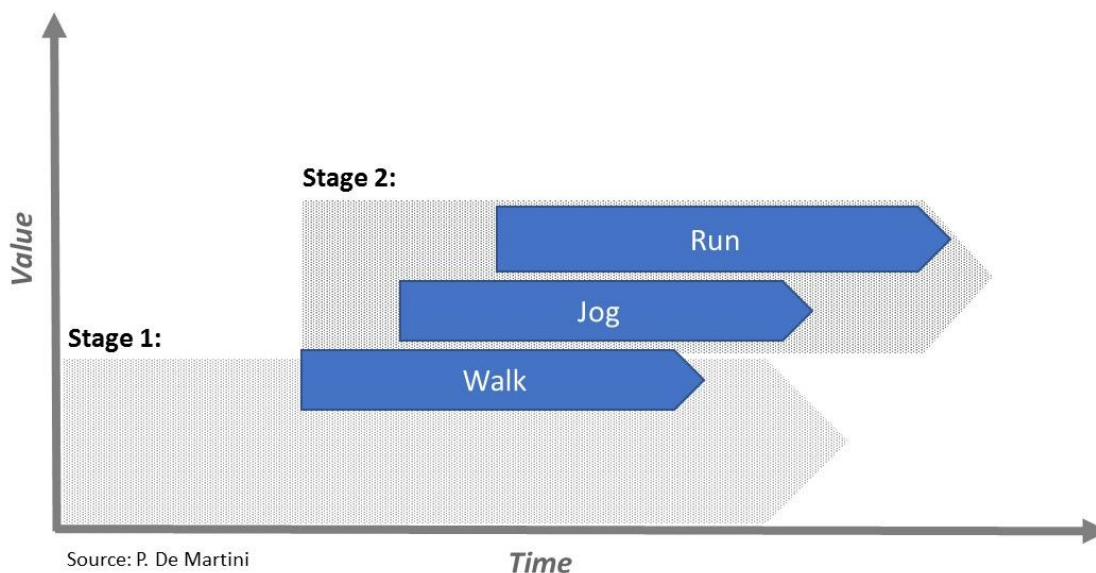 Stage 2:
Run
Value
Jog
Stage 1:
Walk
Source: P. De Martini
Time